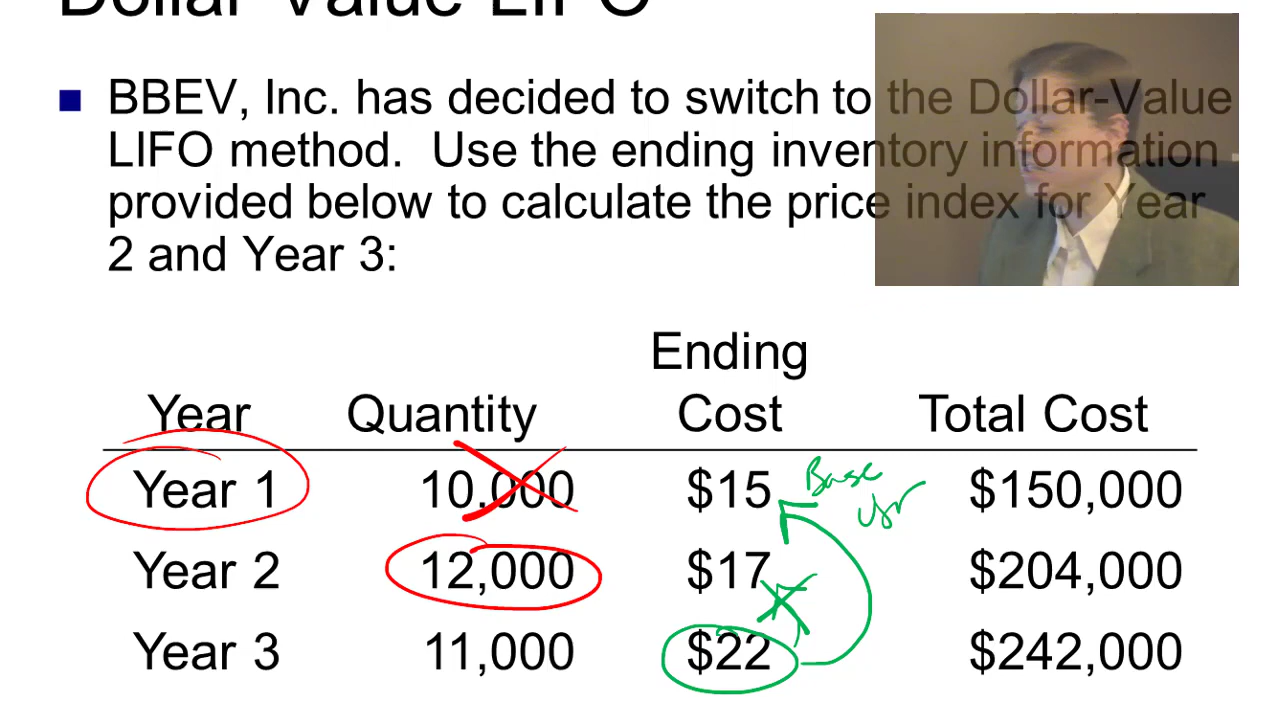 Dollar-Value LIFO
BBEV, Inc. has decided to switch to the Dollar-Value
LIFO method. Use the ending inventory information
provided below to calculate the price index for Year
2 and Year 3:
Ending
Year Quantity Cost Total Cost
Year 1 10,000 $15 Base $150,000
yr
Year 2 12,000 $17 $204,000
Year 3 11,000 $22 $242,000